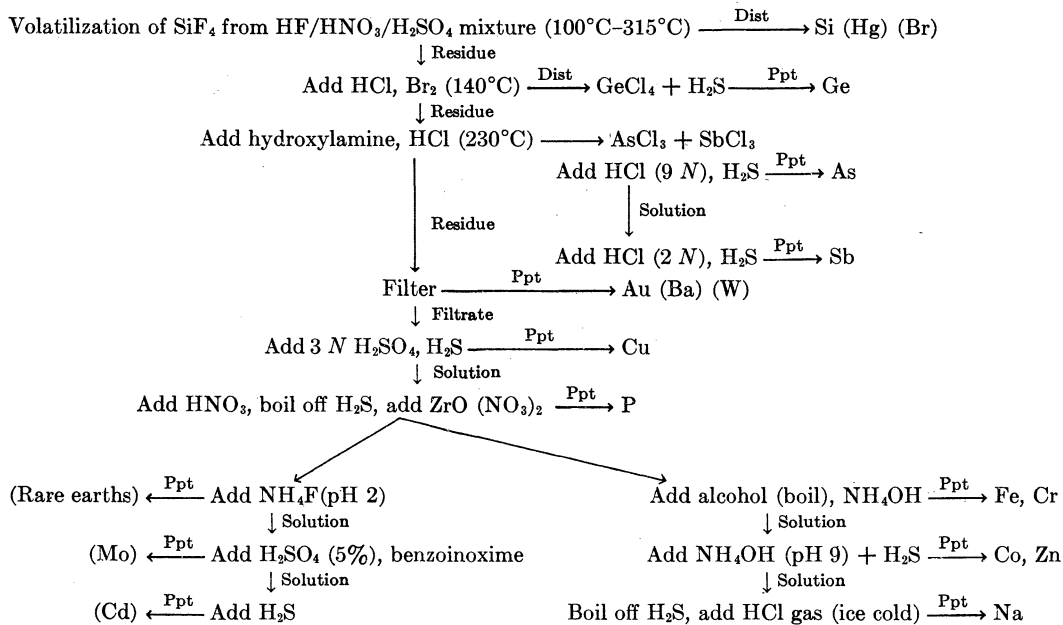 Volatilization of SiF₄ from HF/HNO₃/H₂SO₄ mixture (100°C–315°C) Dist Si (Hg) (Br)
Residue
Add HCl, Br₂ (140°C) Dist GeCl₄ + H₂S Ppt Ge
Residue
Add hydroxylamine, HCl (230°C) AsCl₃ + SbCl₃
Add HCl (9 N), H₂S Ppt As
Solution
Residue
Add HCl (2 N), H₂S Ppt Sb
Filter Ppt Au (Ba) (W)
Filtrate
Add 3 N H₂SO₄, H₂S Ppt Cu
Solution
Add HNO₃, boil off H₂S, add ZrO (NO₃)₂ Ppt P
(Rare earths) Ppt Add NH₄F(pH 2)
Solution
(Mo) Ppt Add H₂SO₄ (5%), benzoinoxime
Solution
(Cd) Ppt Add H₂S
Add alcohol (boil), NH₄OH Ppt Fe, Cr
Solution
Add NH₄OH (pH 9) + H₂S Ppt Co, Zn
Solution
Boil off H₂S, add HCl gas (ice cold) Ppt Na